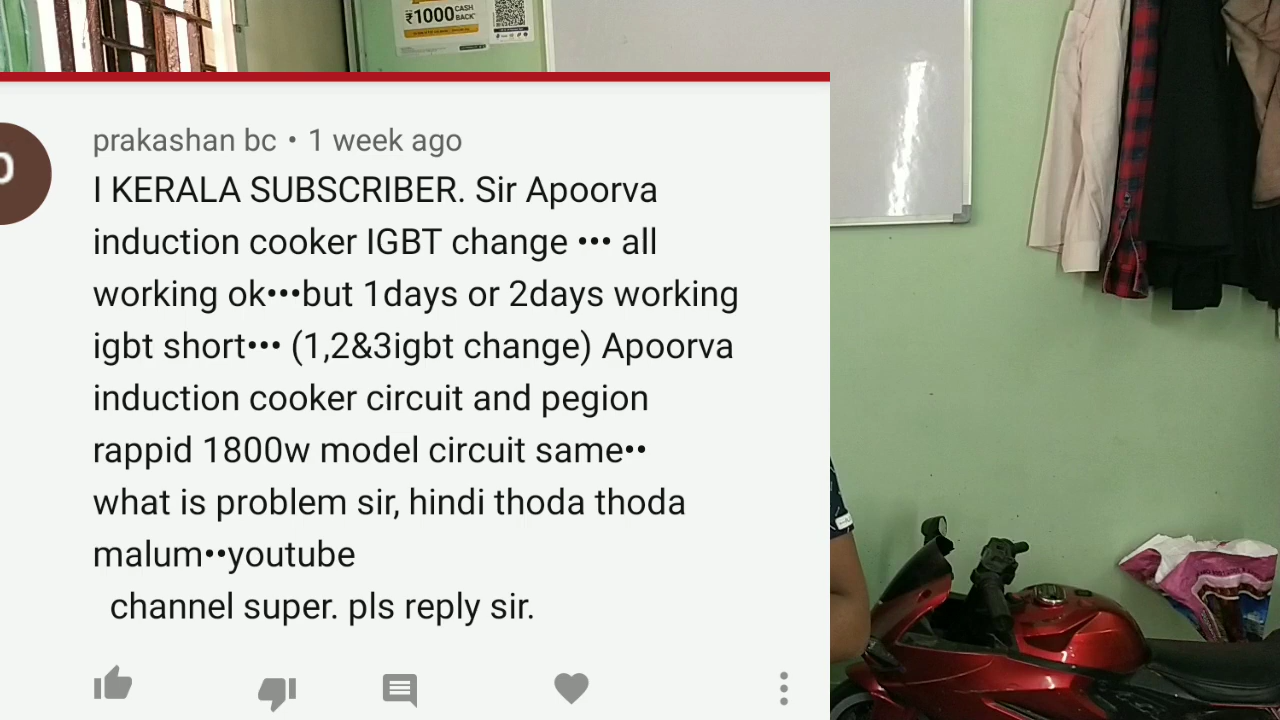 ₹1000 CASH BACK*
prakashan bc • 1 week ago
I KERALA SUBSCRIBER. Sir Apoorva
induction cooker IGBT change ••• all
working ok•••but 1days or 2days working
igbt short••• (1,2&3igbt change) Apoorva
induction cooker circuit and pegion
rappid 1800w model circuit same••
what is problem sir, hindi thoda thoda
malum••youtube
channel super. pls reply sir.